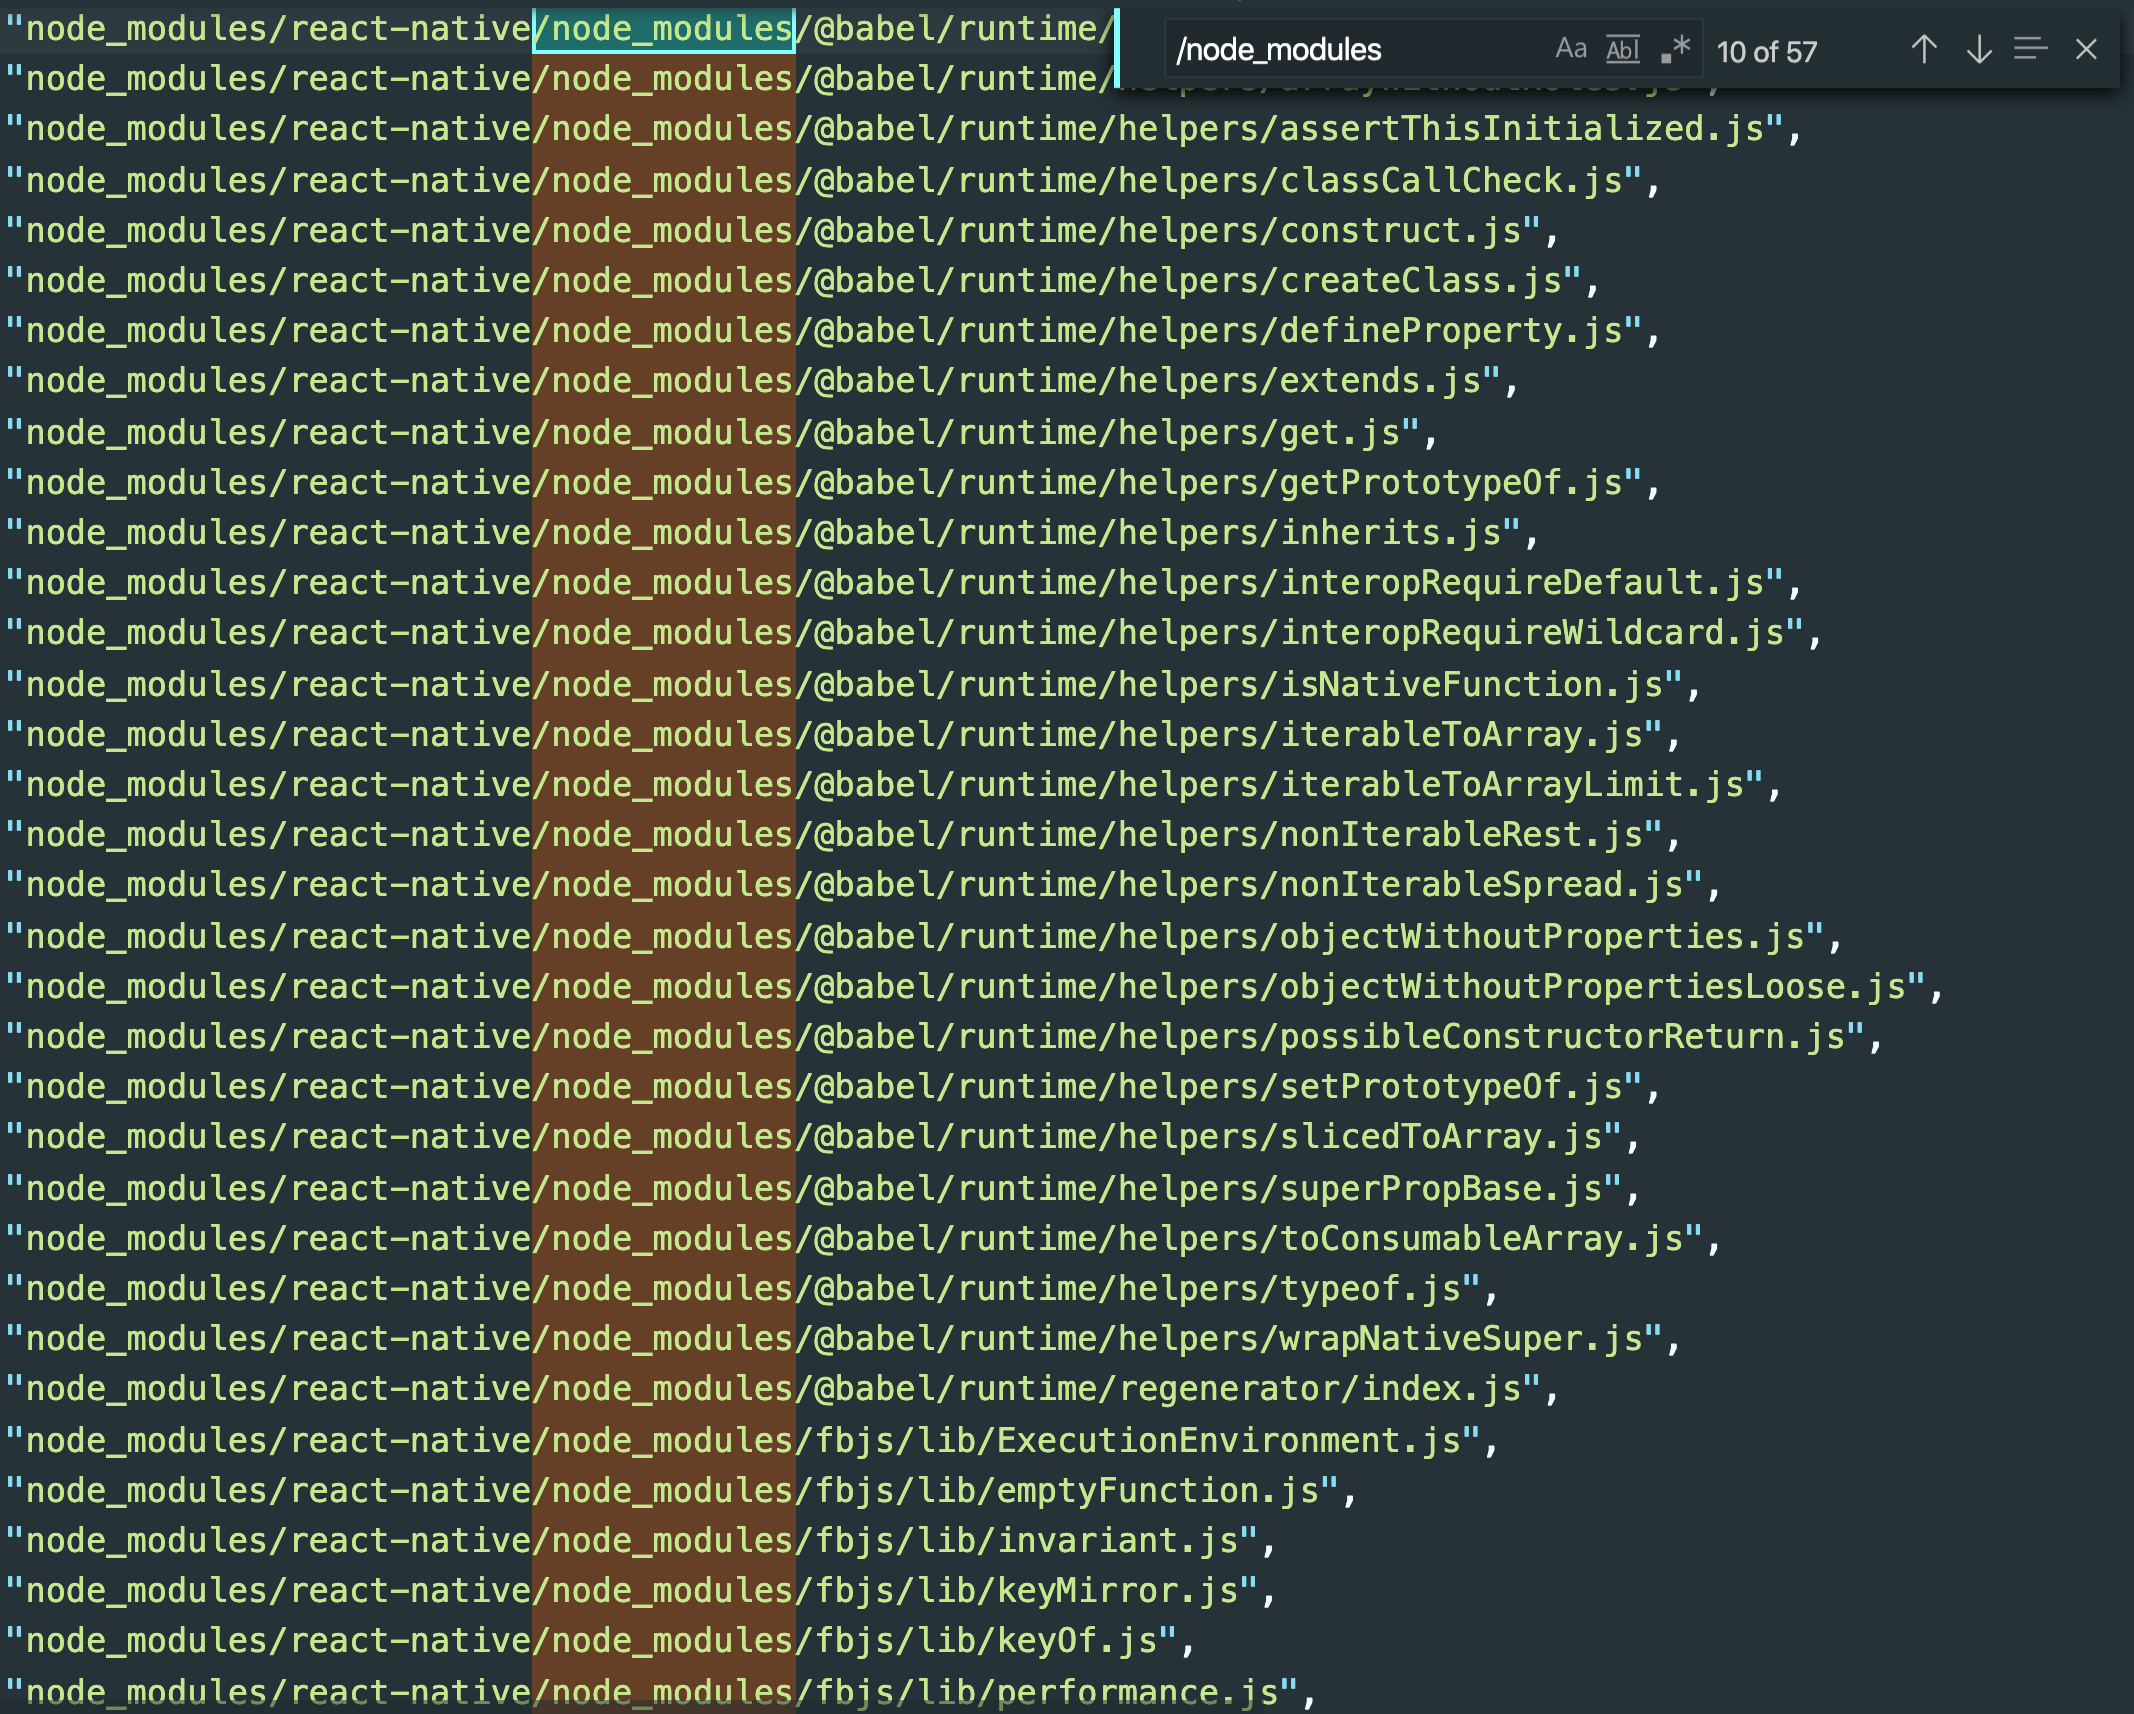 "node_modules/react-native/node_modules/@babel/runtime/
/node_modules Aa Abl .* 10 of 57
"node_modules/react-native/node_modules/@babel/runtime/helpers/arrayWithoutHoles.js",
"node_modules/react-native/node_modules/@babel/runtime/helpers/assertThisInitialized.js",
"node_modules/react-native/node_modules/@babel/runtime/helpers/classCallCheck.js",
"node_modules/react-native/node_modules/@babel/runtime/helpers/construct.js",
"node_modules/react-native/node_modules/@babel/runtime/helpers/createClass.js",
"node_modules/react-native/node_modules/@babel/runtime/helpers/defineProperty.js",
"node_modules/react-native/node_modules/@babel/runtime/helpers/extends.js",
"node_modules/react-native/node_modules/@babel/runtime/helpers/get.js",
"node_modules/react-native/node_modules/@babel/runtime/helpers/getPrototypeOf.js",
"node_modules/react-native/node_modules/@babel/runtime/helpers/inherits.js",
"node_modules/react-native/node_modules/@babel/runtime/helpers/interopRequireDefault.js",
"node_modules/react-native/node_modules/@babel/runtime/helpers/interopRequireWildcard.js",
"node_modules/react-native/node_modules/@babel/runtime/helpers/isNativeFunction.js",
"node_modules/react-native/node_modules/@babel/runtime/helpers/iterableToArray.js",
"node_modules/react-native/node_modules/@babel/runtime/helpers/iterableToArrayLimit.js",
"node_modules/react-native/node_modules/@babel/runtime/helpers/nonIterableRest.js",
"node_modules/react-native/node_modules/@babel/runtime/helpers/nonIterableSpread.js",
"node_modules/react-native/node_modules/@babel/runtime/helpers/objectWithoutProperties.js",
"node_modules/react-native/node_modules/@babel/runtime/helpers/objectWithoutPropertiesLoose.js",
"node_modules/react-native/node_modules/@babel/runtime/helpers/possibleConstructorReturn.js",
"node_modules/react-native/node_modules/@babel/runtime/helpers/setPrototypeOf.js",
"node_modules/react-native/node_modules/@babel/runtime/helpers/slicedToArray.js",
"node_modules/react-native/node_modules/@babel/runtime/helpers/superPropBase.js",
"node_modules/react-native/node_modules/@babel/runtime/helpers/toConsumableArray.js",
"node_modules/react-native/node_modules/@babel/runtime/helpers/typeof.js",
"node_modules/react-native/node_modules/@babel/runtime/helpers/wrapNativeSuper.js",
"node_modules/react-native/node_modules/@babel/runtime/regenerator/index.js",
"node_modules/react-native/node_modules/fbjs/lib/ExecutionEnvironment.js",
"node_modules/react-native/node_modules/fbjs/lib/emptyFunction.js",
"node_modules/react-native/node_modules/fbjs/lib/invariant.js",
"node_modules/react-native/node_modules/fbjs/lib/keyMirror.js",
"node_modules/react-native/node_modules/fbjs/lib/keyOf.js",
"node_modules/react-native/node_modules/fbjs/lib/performance.js",